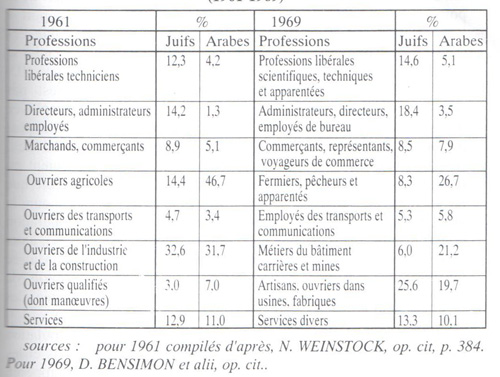 1961 % 1969 %
Professions Juifs Arabes Professions Juifs Arabes
Professions 12,3 4,2 Professions libérales 14,6 5,1
libérales techniciens scientifiques, techniques
et apparentées
Directeurs, administrateurs 14,2 1,3 Administrateurs, directeurs, 18,4 3,5
employés employés de bureau
Marchands, commerçants 8,9 5,1 Commerçants, représentants, 8,5 7,9
voyageurs de commerce
Ouvriers agricoles 14,4 46,7 Fermiers, pêcheurs et 8,3 26,7
apparentés
Ouvriers des transports 4,7 3,4 Employés des transports et 5,3 5,8
et communications communications
Ouvriers de l'industrie 32,6 31,7 Métiers du bâtiment 6,0 21,2
et de la construction carrières et mines
Ouvriers qualifiés 3,0 7,0 Artisans, ouvriers dans 25,6 19,7
(dont manœuvres) usines, fabriques
Services 12,9 11,0 Services divers 13,3 10,1
sources : pour 1961 compilés d'après, N. WEINSTOCK, op. cit, p. 384.
Pour 1969, D. BENSIMON et alii, op. cit..